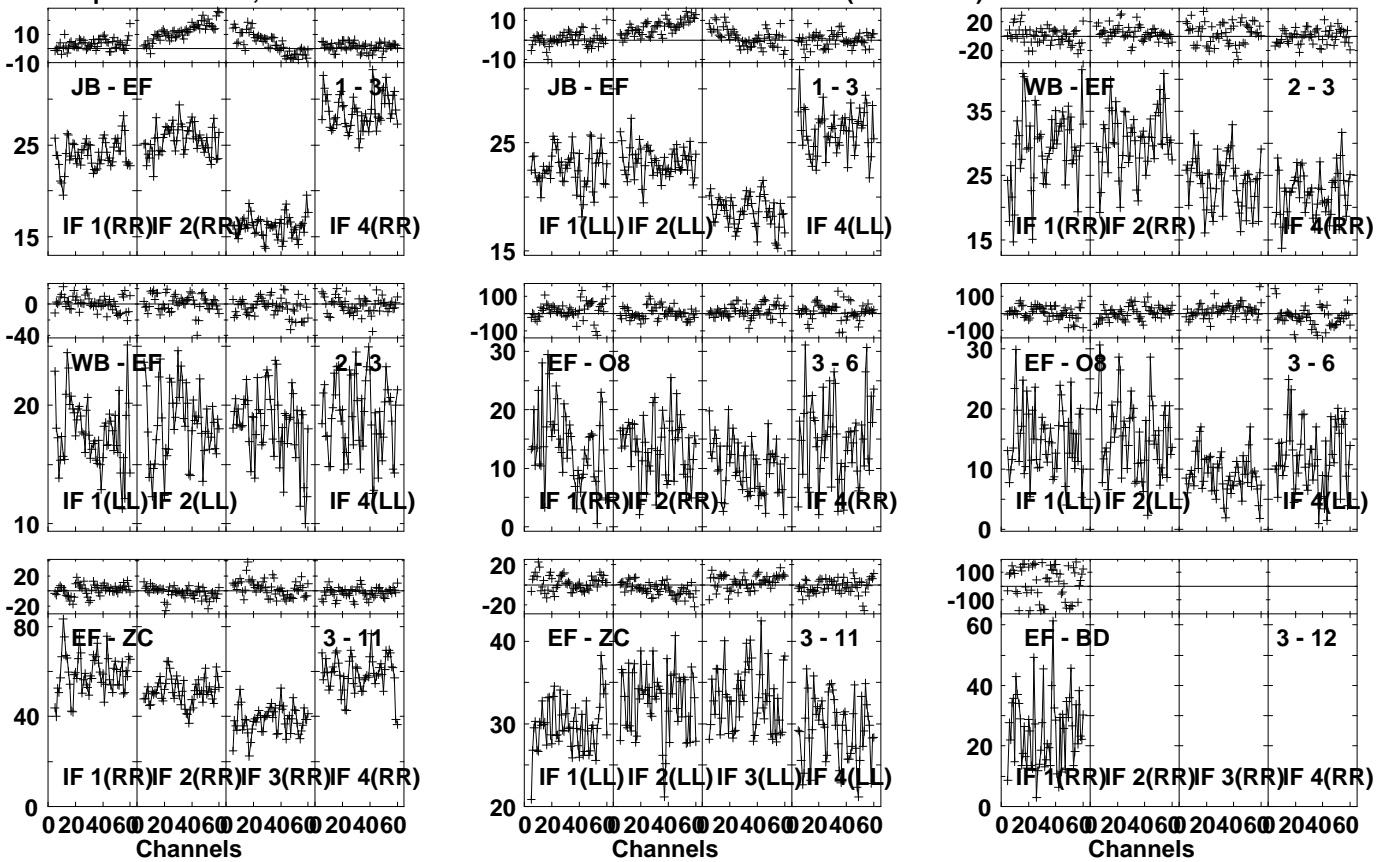 10 10 20
-10 -10 -20
JB - EF 1 - 3 JB - EF 1 - 3 WB - EF 2 - 3
35
25 25 25
15 15 15
IF 1(RR) IF 2(RR) IF 4(RR) IF 1(LL) IF 2(LL) IF 4(LL) IF 1(RR) IF 2(RR) IF 4(RR)
0 100 100
-40 -100 -100
WB - EF 2 - 3 EF - O8 3 - 6 EF - O8 3 - 6
30 30
20 20 20
10 10
IF 1(LL) IF 2(LL) IF 4(LL) IF 1(RR) IF 2(RR) IF 4(RR) IF 1(LL) IF 2(LL) IF 4(LL)
10 0 0
20 20 100
-20 -20 -100
80 EF - ZC 3 - 11 EF - ZC 3 - 11 60 EF - BD 3 - 12
40 40 40
30 20
IF 1(RR) IF 2(RR) IF 3(RR) IF 4(RR) IF 1(LL) IF 2(LL) IF 3(LL) IF 4(LL) IF 1(RR) IF 2(RR) IF 3(RR) IF 4(RR)
0 20 0
0 204060 0 204060 0 204060 0 204060 0 204060 0 204060 0 204060 0 204060 0 204060 0 204060 0 204060 0 204060
Channels Channels Channels